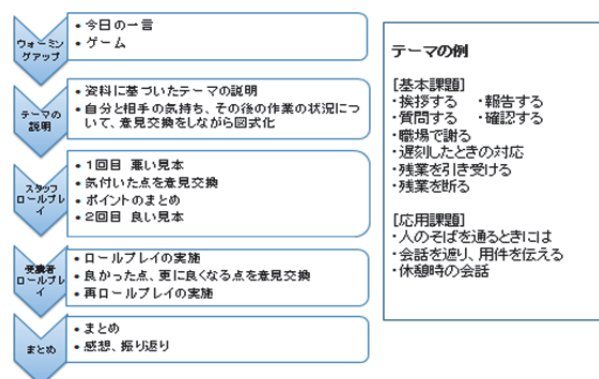 ウォーミン
グアップ
• 今日の一言
• ゲーム
テーマの
説明
• 資料に基づいたテーマの説明
• 自分と相手の気持ち、その後の作業の状況につ
いて、意見交換をしながら図式化
スタッフ
ロールプレ
イ
• 1回目 悪い見本
• 気付いた点を意見交換
• ポイントのまとめ
• 2回目 良い見本
受講者
ロールプレ
イ
• ロールプレイの実施
• 良かった点、更に良くなる点を意見交換
• 再ロールプレイの実施
まとめ
• まとめ
• 感想、振り返り
テーマの例
[基本課題]
・挨拶する ・報告する
・質問する ・確認する
・職場で謝る
・遅刻したときの対応
・残業を引き受ける
・残業を断る
[応用課題]
・人のそばを通るときには
・会話を遮り、用件を伝える
・休憩時の会話